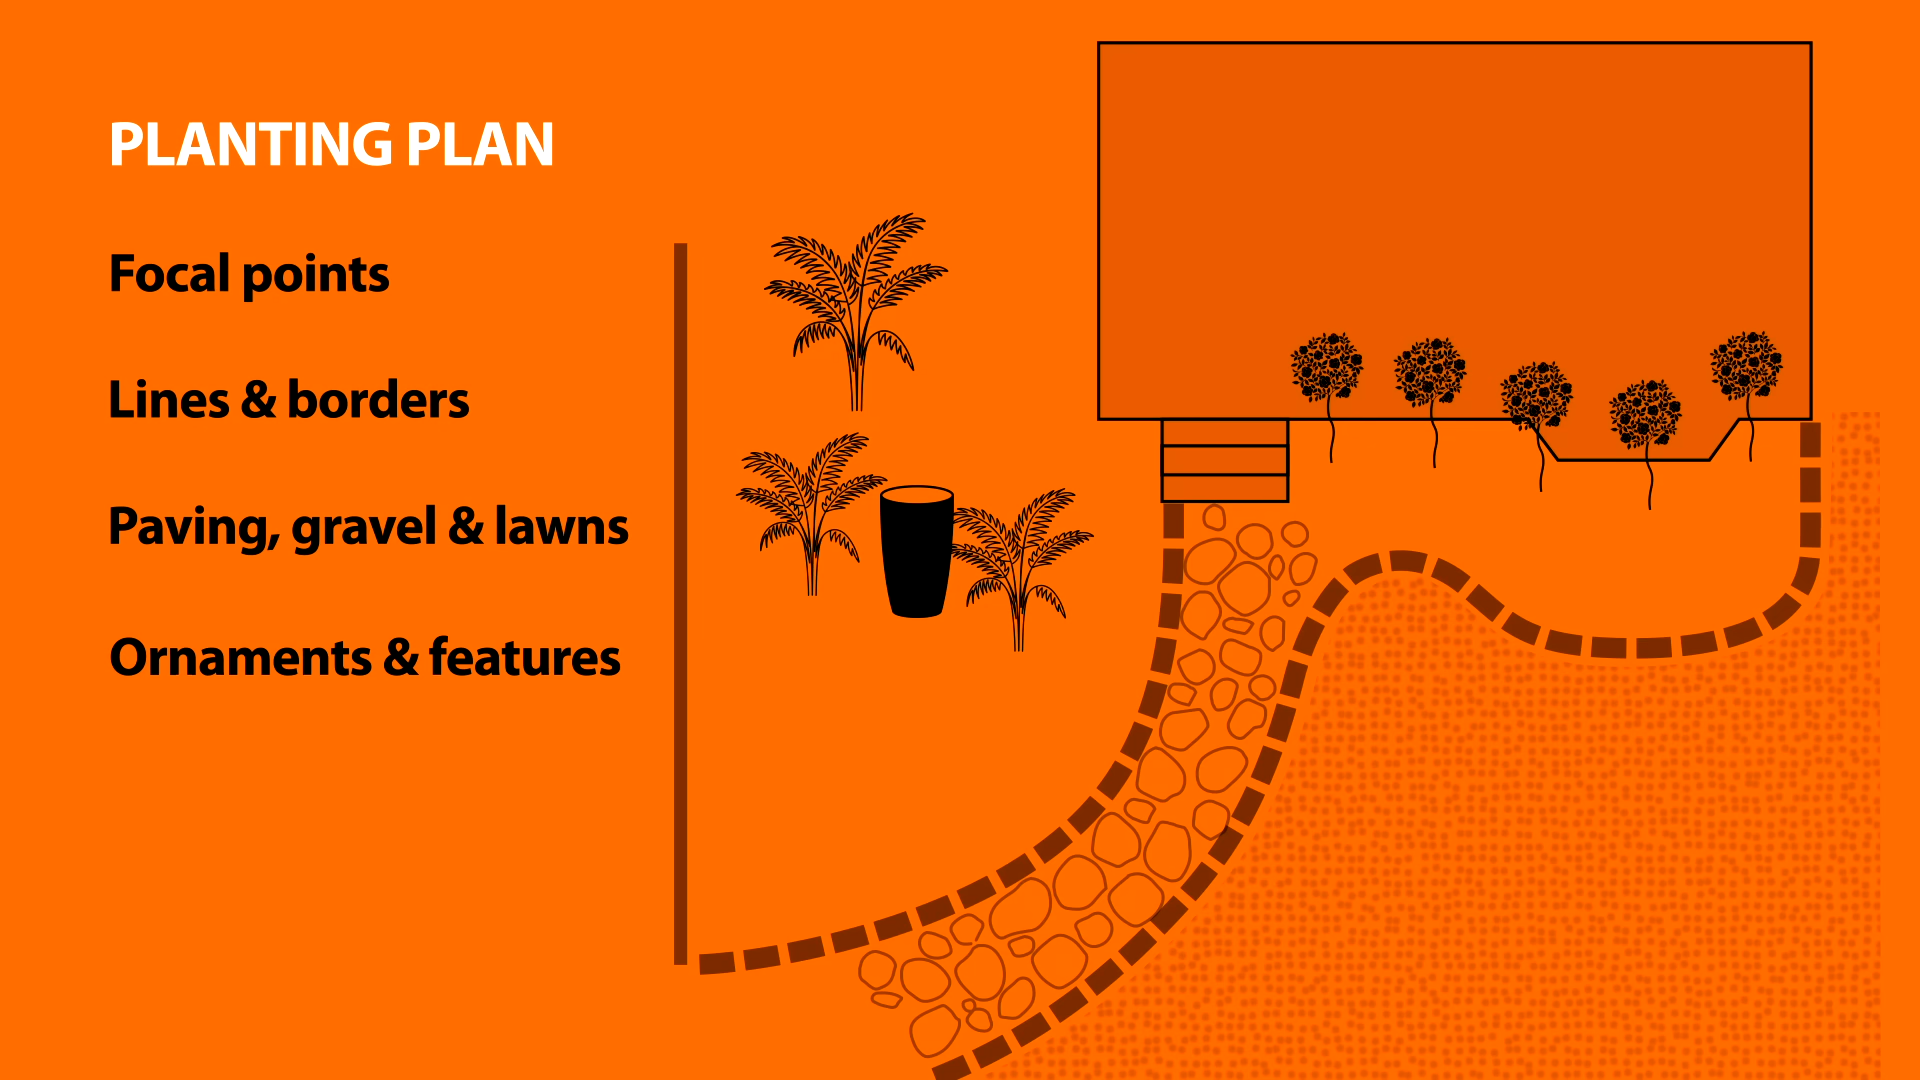 PLANTING PLAN
Focal points
Lines & borders
Paving, gravel & lawns
Ornaments & features